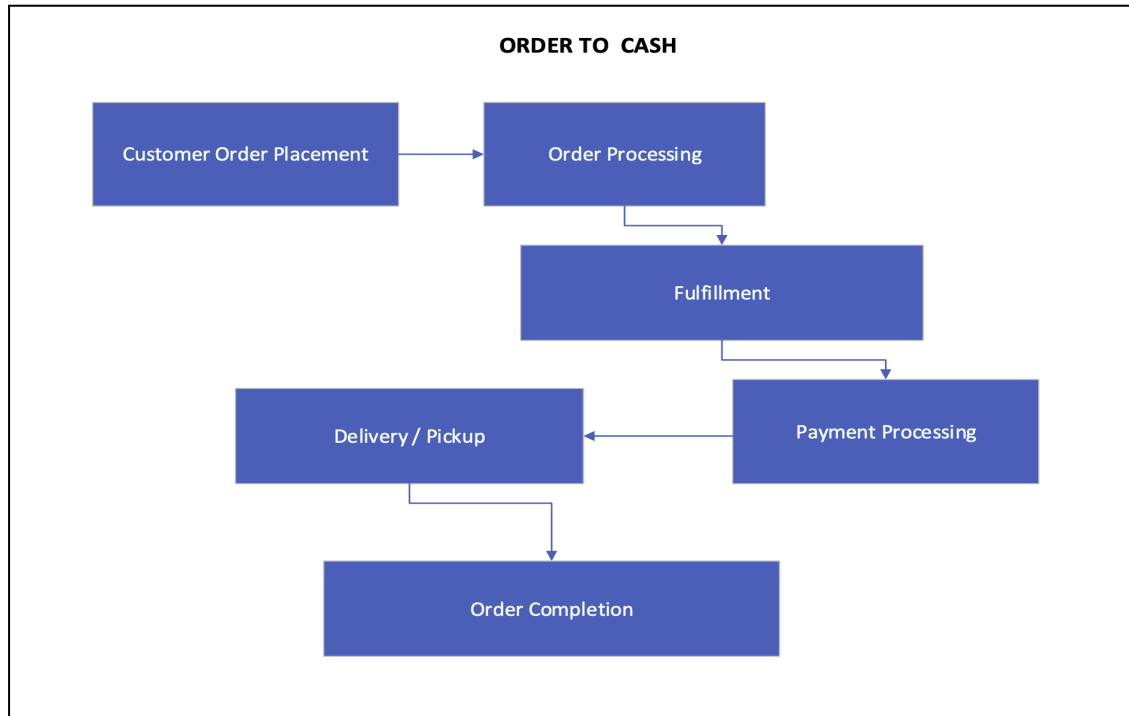 ORDER TO CASH
Customer Order Placement
Order Processing
Fulfillment
Payment Processing
Delivery / Pickup
Order Completion